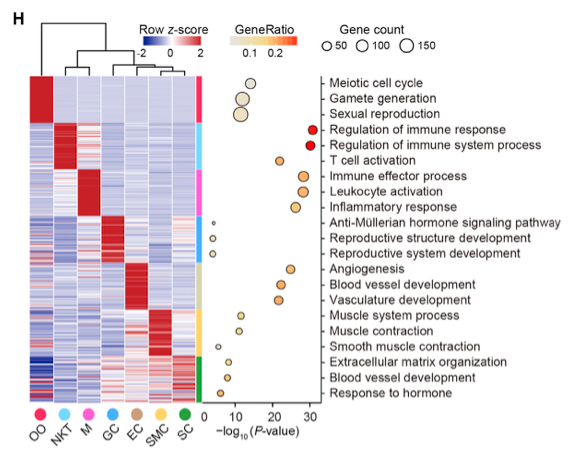 H
Row z-score
-2 0 2
GeneRatio
0.1 0.2
Gene count
50 100 150
Meiotic cell cycle
Gamete generation
Sexual reproduction
Regulation of immune response
Regulation of immune system process
T cell activation
Immune effector process
Leukocyte activation
Inflammatory response
Anti-Müllerian hormone signaling pathway
Reproductive structure development
Reproductive system development
Angiogenesis
Blood vessel development
Vasculature development
Muscle system process
Muscle contraction
Smooth muscle contraction
Extracellular matrix organization
Blood vessel development
Response to hormone
OO NKT M GC EC SMC SC
0 10 20 30
−log10 (P-value)